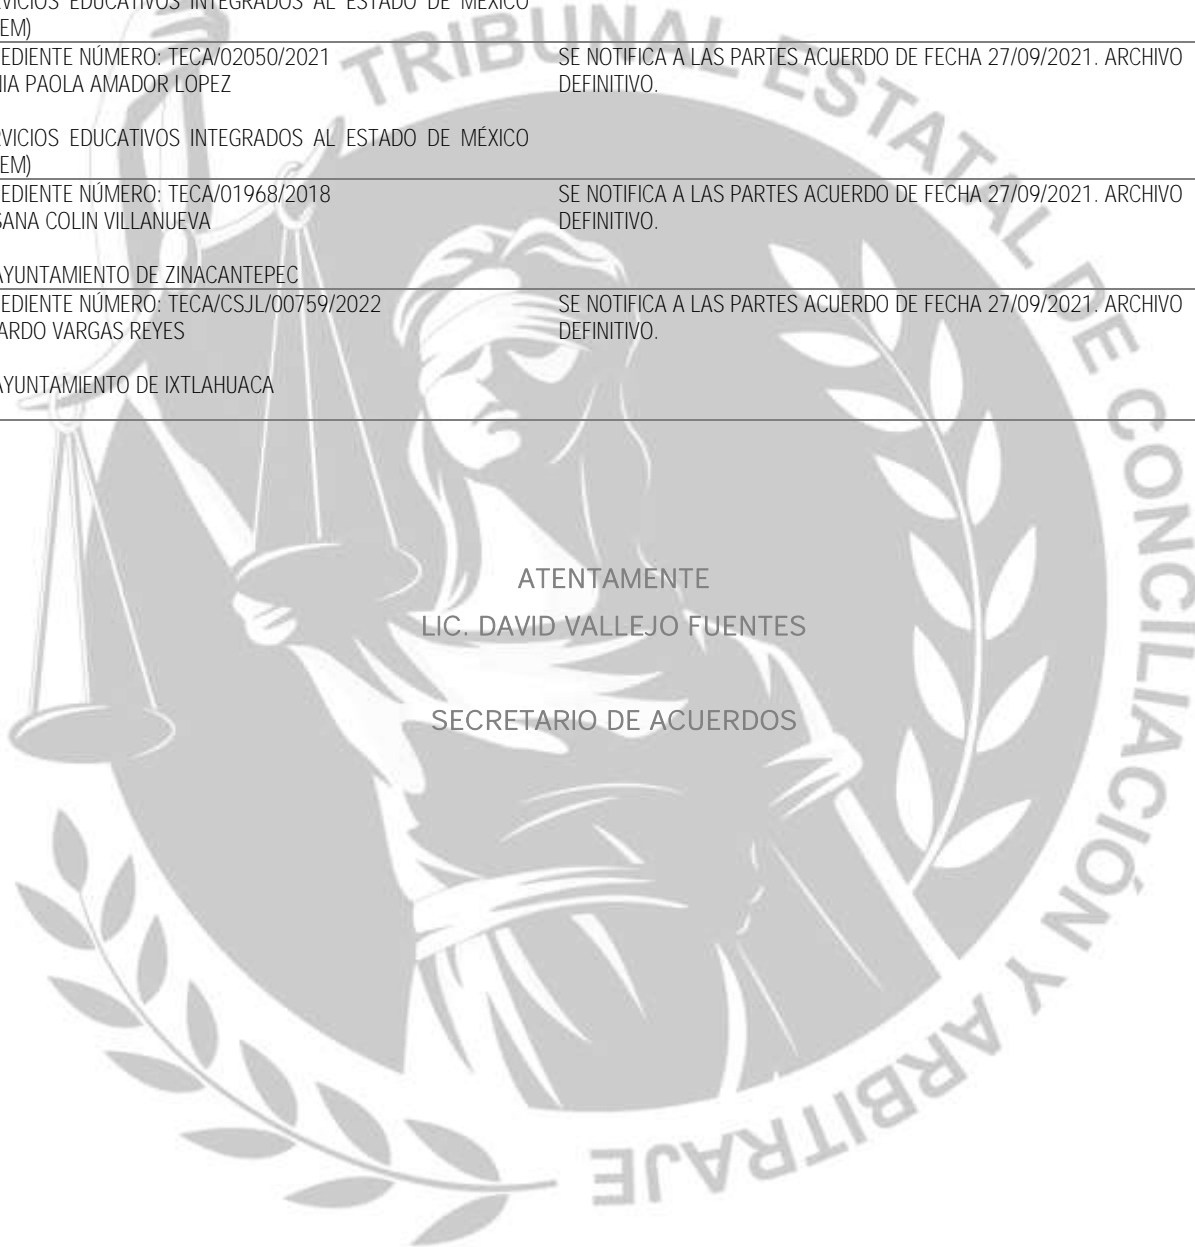 RVICIOS EDUCATIVOS INTEGRADOS AL ESTADO DE MÉXICO
EM)
EDIENTE NÚMERO: TECA/02050/2021
NIA PAOLA AMADOR LOPEZ
SE NOTIFICA A LAS PARTES ACUERDO DE FECHA 27/09/2021. ARCHIVO
DEFINITIVO.
VICIOS EDUCATIVOS INTEGRADOS AL ESTADO DE MÉXICO
EM)
EDIENTE NÚMERO: TECA/01968/2018
SANA COLIN VILLANUEVA
SE NOTIFICA A LAS PARTES ACUERDO DE FECHA 27/09/2021. ARCHIVO
DEFINITIVO.
AYUNTAMIENTO DE ZINACANTEPEC
EDIENTE NÚMERO: TECA/CSJL/00759/2022
ARDO VARGAS REYES
SE NOTIFICA A LAS PARTES ACUERDO DE FECHA 27/09/2021. ARCHIVO
DEFINITIVO.
AYUNTAMIENTO DE IXTLAHUACA
ATENTAMENTE
LIC. DAVID VALLEJO FUENTES
SECRETARIO DE ACUERDOS
TRIBUNAL ESTATAL DE CONCILIACIÓN Y ARBITRAJE